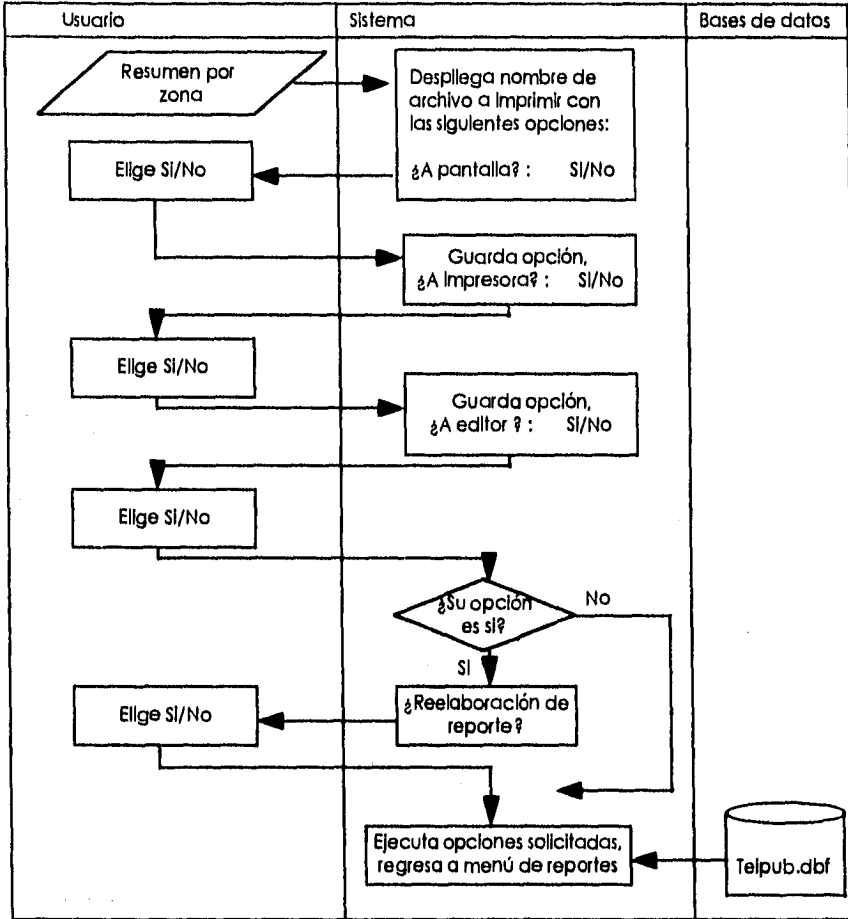 Usuario
Sistema
Bases de datos
Resumen por
zona
Despliega nombre de
archivo a imprimir con
las siguientes opciones:
¿A pantalla? : Si/No
Elige Si/No
Guarda opción,
¿A impresora? : Si/No
Elige Si/No
Guarda opción,
¿A editor ? : Si/No
Elige Si/No
¿Su opción
es si?
No
Si
¿Reelaboración de
reporte?
Elige Si/No
Ejecuta opciones solicitadas,
regresa a menú de reportes
Telpub.dbf